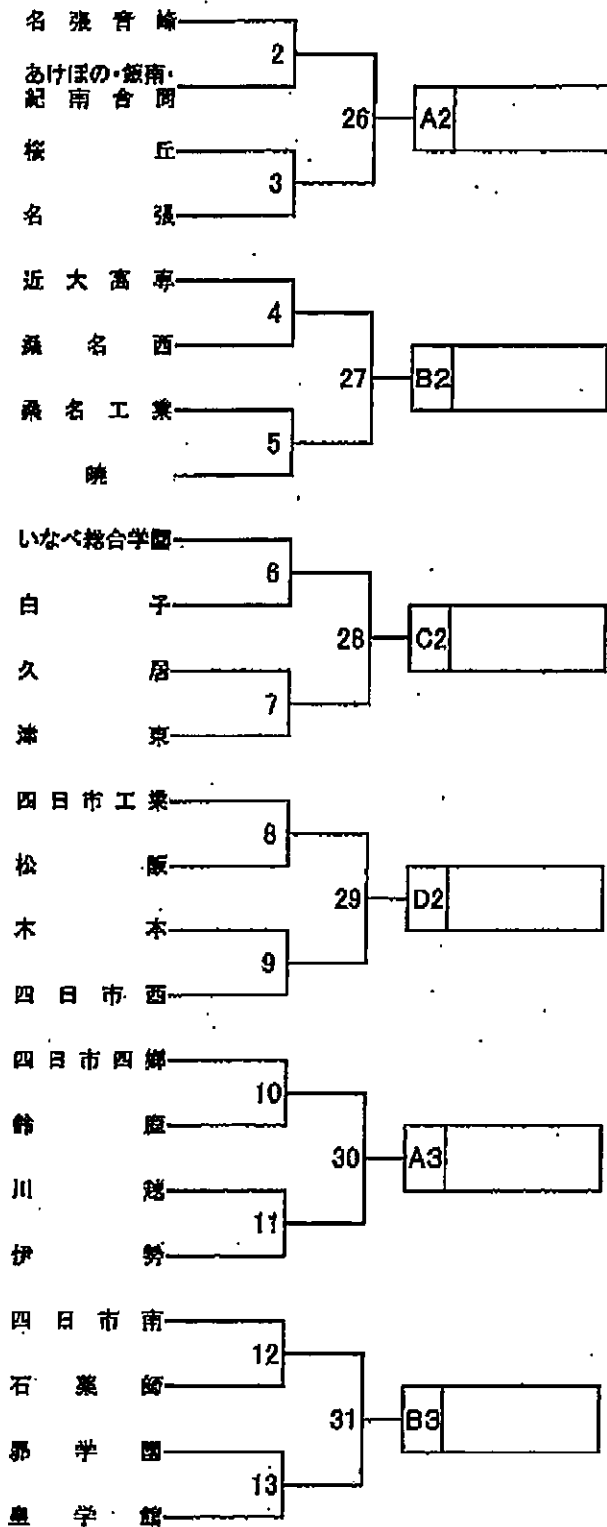 名張青峰
あけぼの・飯南・
紀南合同
2
26
A2
桜丘
3
名張
近大高専
4
桑名西
27
B2
桑名工業
5
暁
いなべ総合学園
6
白子
28
C2
久居
7
津東
四日市工業
8
松阪
29
D2
木本
9
四日市西
四日市四郷
10
鈴鹿
30
A3
川越
11
伊勢
四日市南
12
石薬師
31
B3
昴学園
13
皇学館